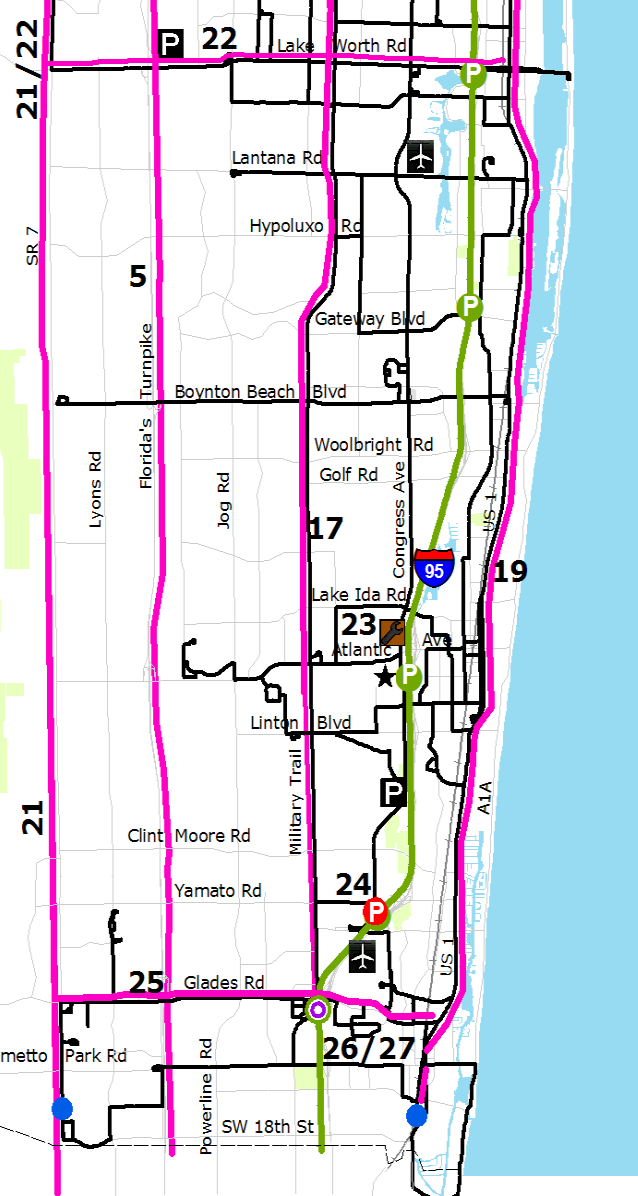 P
22
Lake Worth Rd
21/22
P
Lantana Rd
Hypoluxo Rd
SR 7
5
P
Gateway Blvd
Florida's Turnpike
Boynton Beach Blvd
Woolbright Rd
Lyons Rd
Jog Rd
Golf Rd
Congress Ave
US 1
17
95
19
Lake Ida Rd
23
Atlantic Ave
P
Linton Blvd
Military Trail
P
A1A
21
Clint Moore Rd
24
Yamato Rd
P
US 1
25
Glades Rd
26/27
metto Park Rd
Powerline Rd
SW 18th St